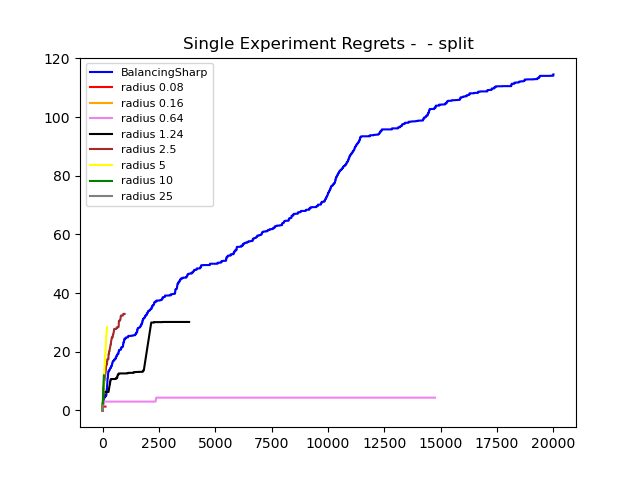 Single Experiment Regrets -  - split
120
100
80
60
40
20
0
BalancingSharp
radius 0.08
radius 0.16
radius 0.64
radius 1.24
radius 2.5
radius 5
radius 10
radius 25
0 2500 5000 7500 10000 12500 15000 17500 20000